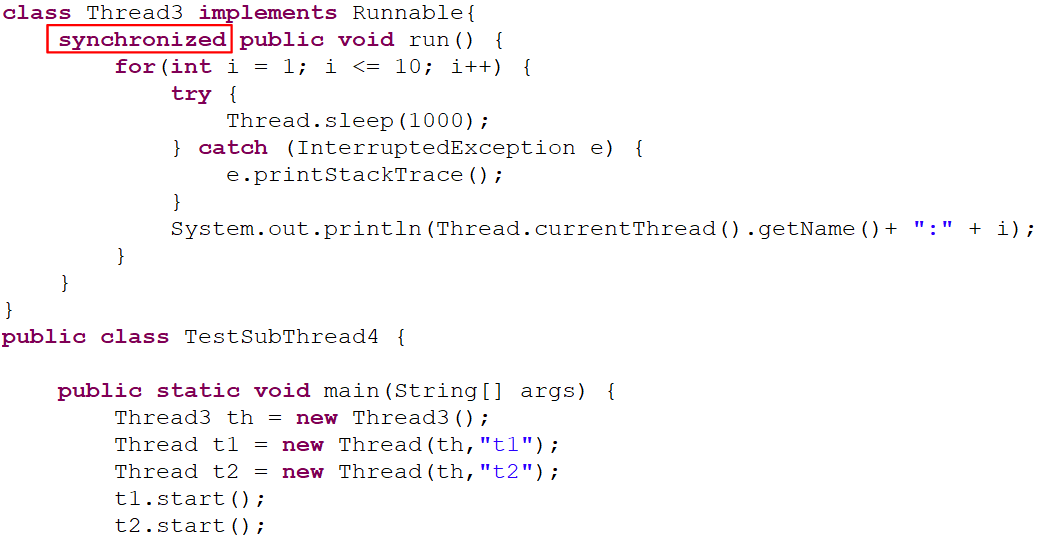 class Thread3 implements Runnable{
    synchronized public void run() {
        for(int i = 1; i <= 10; i++) {
            try {
                Thread.sleep(1000);
            } catch (InterruptedException e) {
                e.printStackTrace();
            }
            System.out.println(Thread.currentThread().getName()+ ":" + i);
        }
    }
}
public class TestSubThread4 {

    public static void main(String[] args) {
        Thread3 th = new Thread3();
        Thread t1 = new Thread(th,"t1");
        Thread t2 = new Thread(th,"t2");
        t1.start();
        t2.start();